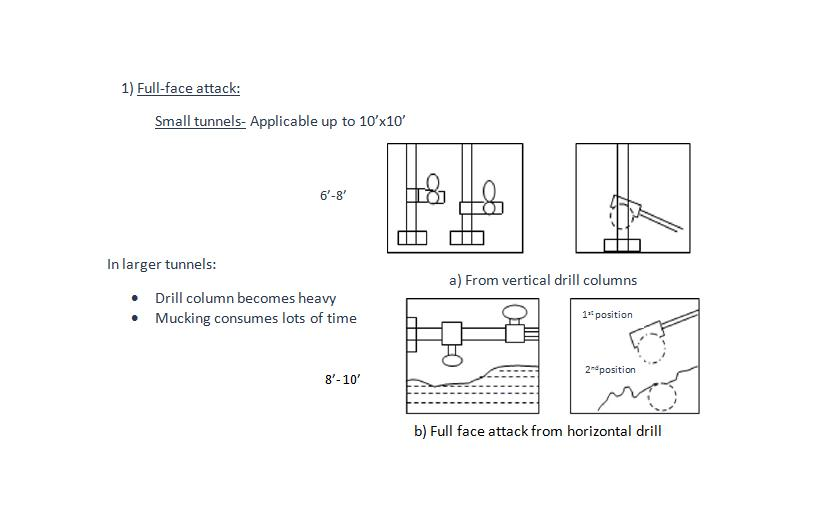 1) Full-face attack:
Small tunnels- Applicable up to 10’x10’
6’-8’
In larger tunnels:
a) From vertical drill columns
• Drill column becomes heavy
• Mucking consumes lots of time
1st position
2nd position
8’-10’
b) Full face attack from horizontal drill